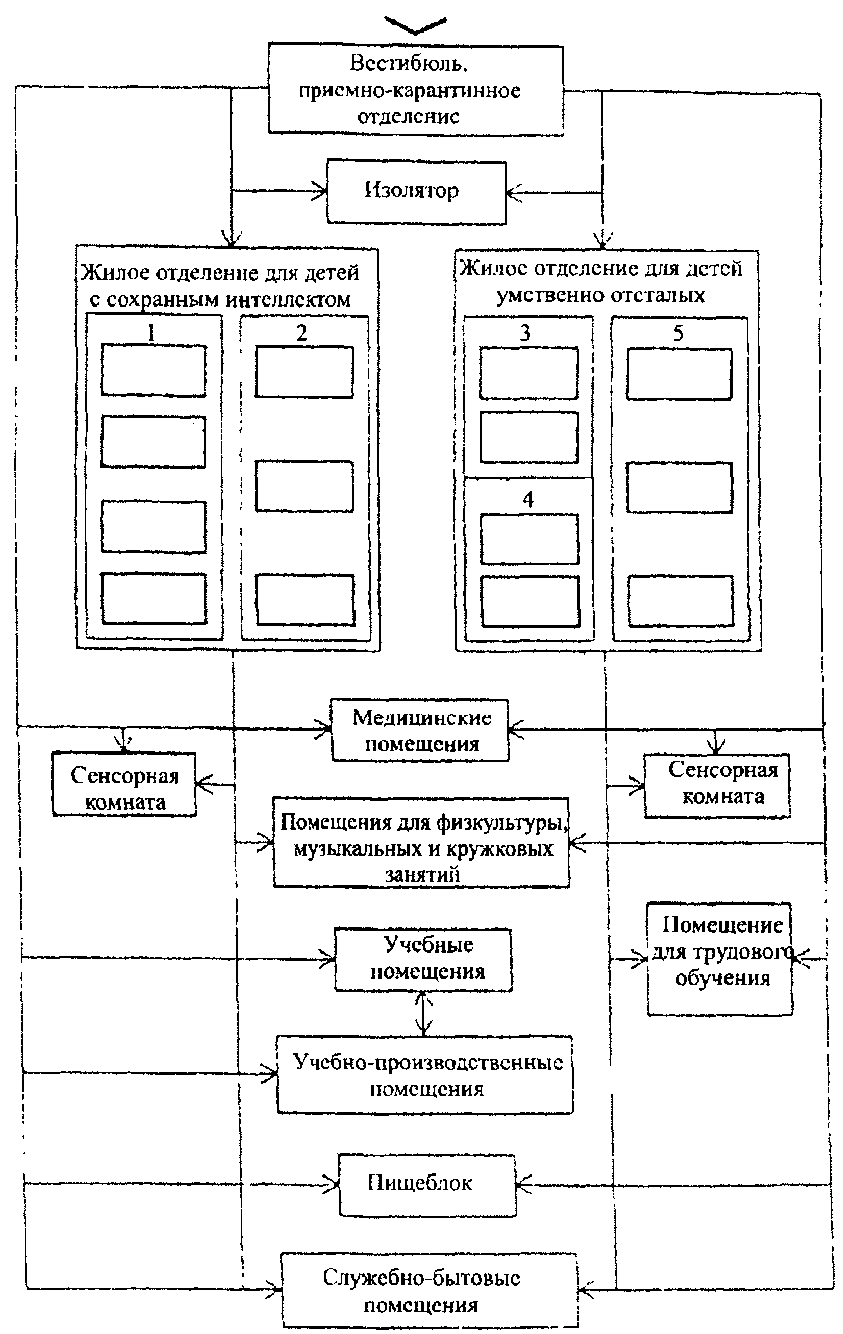 Вестибюль,
приемно-карантинное
отделение
Изолятор
Жилое отделение для детей
с сохранным интеллектом
1
2
Жилое отделение для детей
умственно отсталых
3
5
4
Медицинские
помещения
Сенсорная
комната
Сенсорная
комната
Помещения для физкультуры,
музыкальных и кружковых
занятий
Учебные
помещения
Помещение
для трудового
обучения
Учебно-производственные
помещения
Пищеблок
Служебно-бытовые
помещения